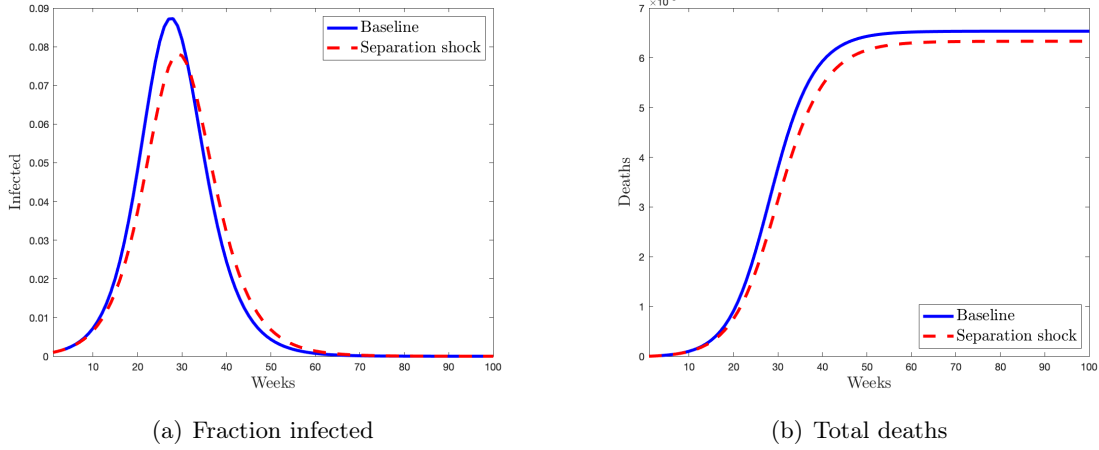 0.09
0.08
0.07
0.06
0.05
0.04
0.03
0.02
0.01
0
Infected
Baseline
Separation shock
10 20 30 40 50 60 70 80 90 100
Weeks
(a) Fraction infected
7
6
5
4
3
2
1
0
Deaths
Baseline
Separation shock
10 20 30 40 50 60 70 80 90 100
Weeks
(b) Total deaths